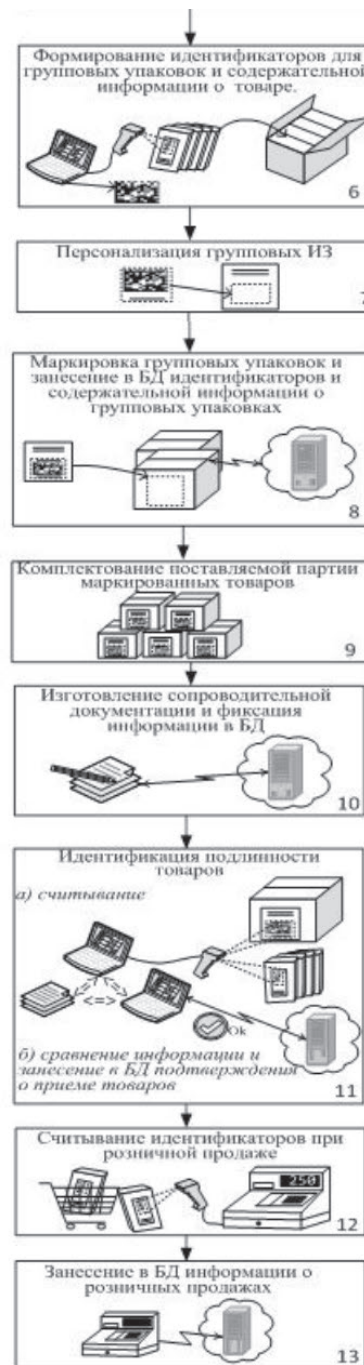 Формирование идентификаторов для
групповых упаковок и содержательной
информации о товаре.
6
Персонализация групповых ИЗ
7
Маркировка групповых упаковок и
занесение в БД идентификаторов и
содержательной информации о
групповых упаковках
8
Комплектование поставляемой партии
маркированных товаров
9
Изготовление сопроводительной
документации и фиксация
информации в БД
10
Идентификация подлинности
товаров
а) считывание
<=>
Ok
б) сравнение информации и
занесение в БД подтверждения
о приеме товаров
11
Считывание идентификаторов при
розничной продаже
250
12
Занесение в БД информации о
розничных продажах
13